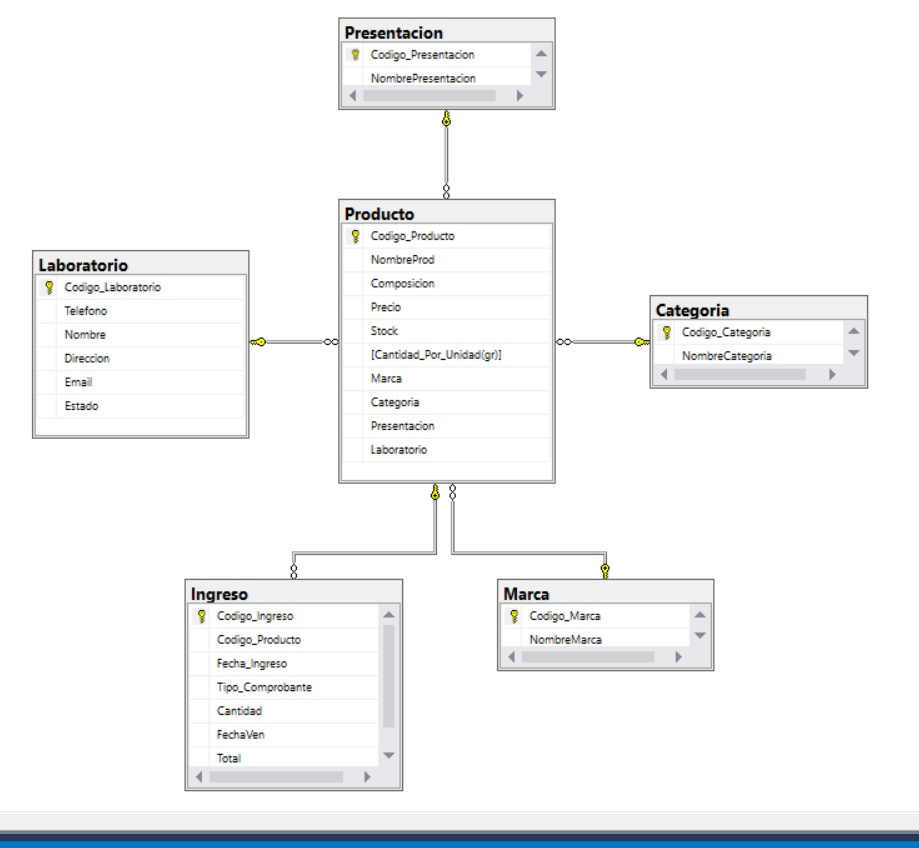 Presentacion
Codigo_Presentacion
NombrePresentacion
Producto
Codigo_Producto
NombreProd
Composicion
Precio
Stock
[Cantidad_Por_Unidad(gr)]
Marca
Categoria
Presentacion
Laboratorio
Laboratorio
Codigo_Laboratorio
Telefono
Nombre
Direccion
Email
Estado
Categoria
Codigo_Categoria
NombreCategoria
Ingreso
Codigo_Ingreso
Codigo_Producto
Fecha_Ingreso
Tipo_Comprobante
Cantidad
FechaVen
Total
Marca
Codigo_Marca
NombreMarca